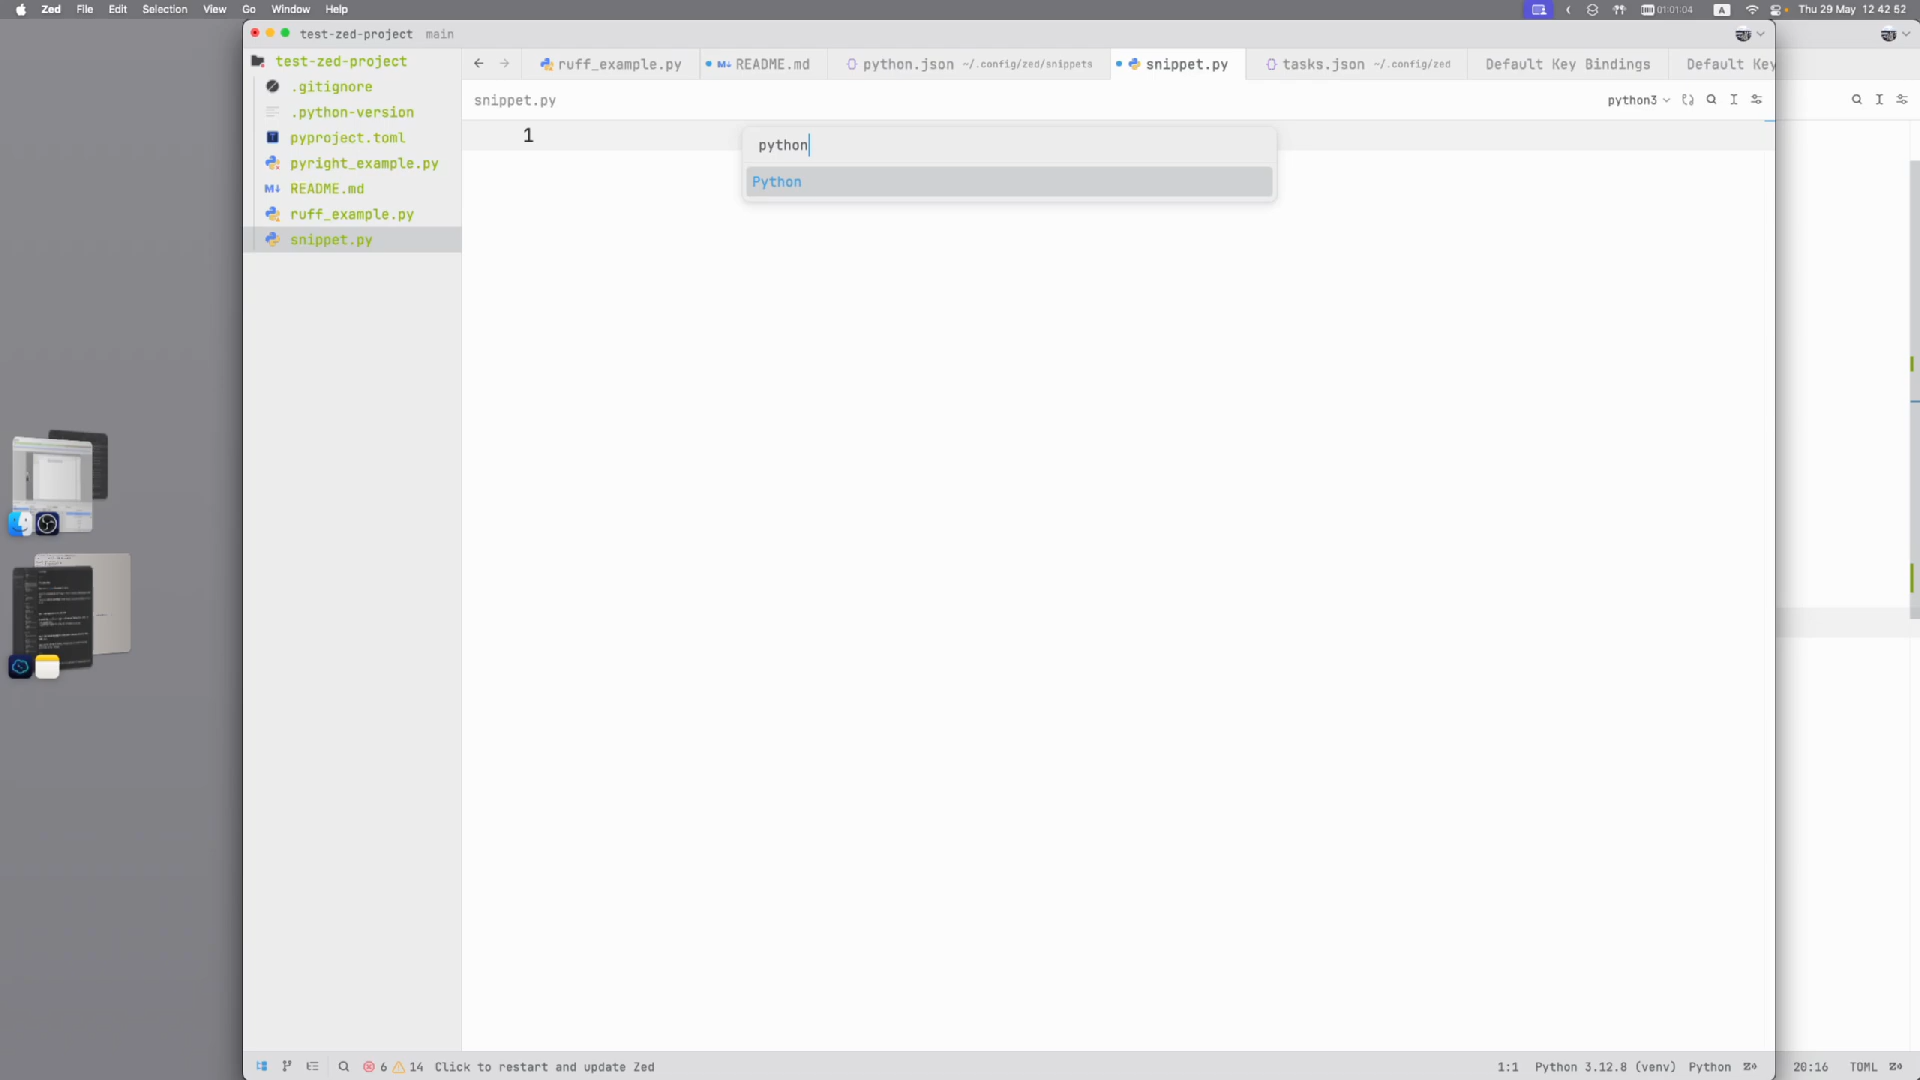 Zed File Edit Selection View Go Window Help
01:01:04 A Thu 29 May 12 42 52
test-zed-project main
test-zed-project
.gitignore
.python-version
pyproject.toml
pyright_example.py
README.md
ruff_example.py
snippet.py
ruff_example.py README.md python.json ~/.config/zed/snippets snippet.py tasks.json ~/.config/zed Default Key Bindings Default Key
snippet.py
python3
1
python
Python
6 14 Click to restart and update Zed
1:1 Python 3.12.8 (venv) Python
20:16 TOML